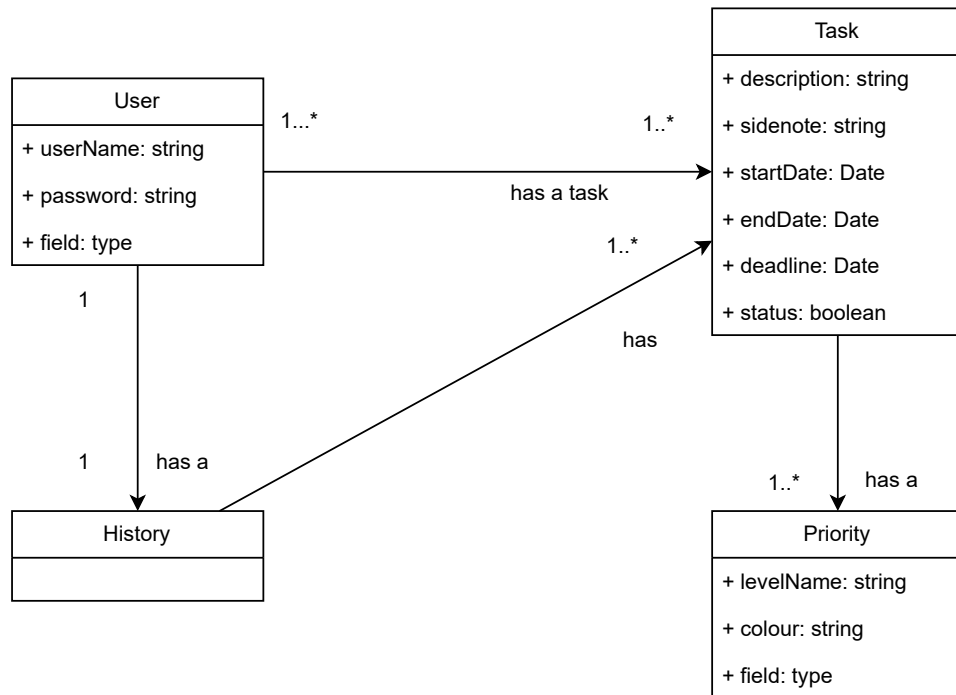 Task
+ description: string
+ sidenote: string
+ startDate: Date
+ endDate: Date
+ deadline: Date
+ status: boolean
User
+ userName: string
+ password: string
+ field: type
1...*
1..*
has a task
1..*
has
1
1
has a
History
1..*
has a
Priority
+ levelName: string
+ colour: string
+ field: type